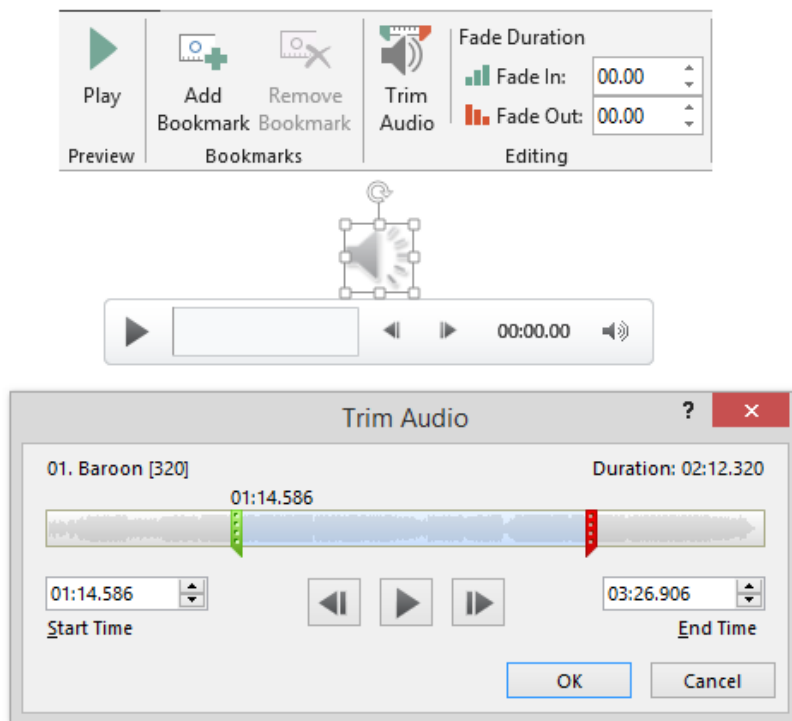 Play
Preview
Add
Bookmark
Remove
Bookmark
Bookmarks
Trim
Audio
Fade Duration
Fade In: 00.00
Fade Out: 00.00
Editing
00:00.00
Trim Audio ?
01. Baroon [320] Duration: 02:12.320
01:14.586
01:14.586 03:26.906
Start Time End Time
OK Cancel